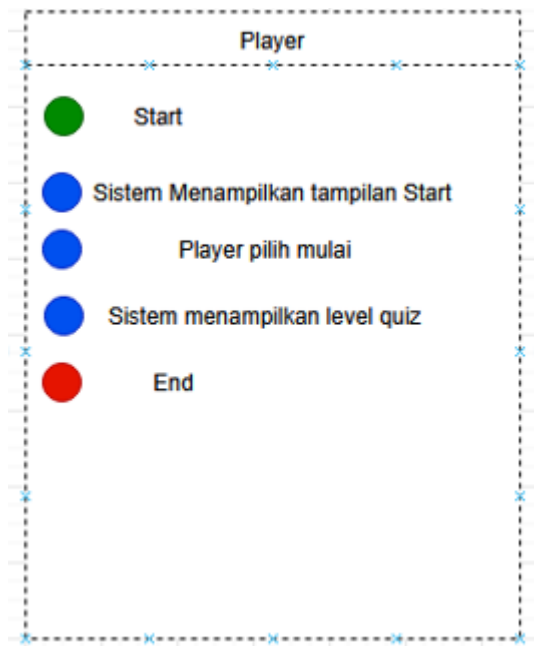 Player
Start
Sistem Menampilkan tampilan Start
Player pilih mulai
Sistem menampilkan level quiz
End